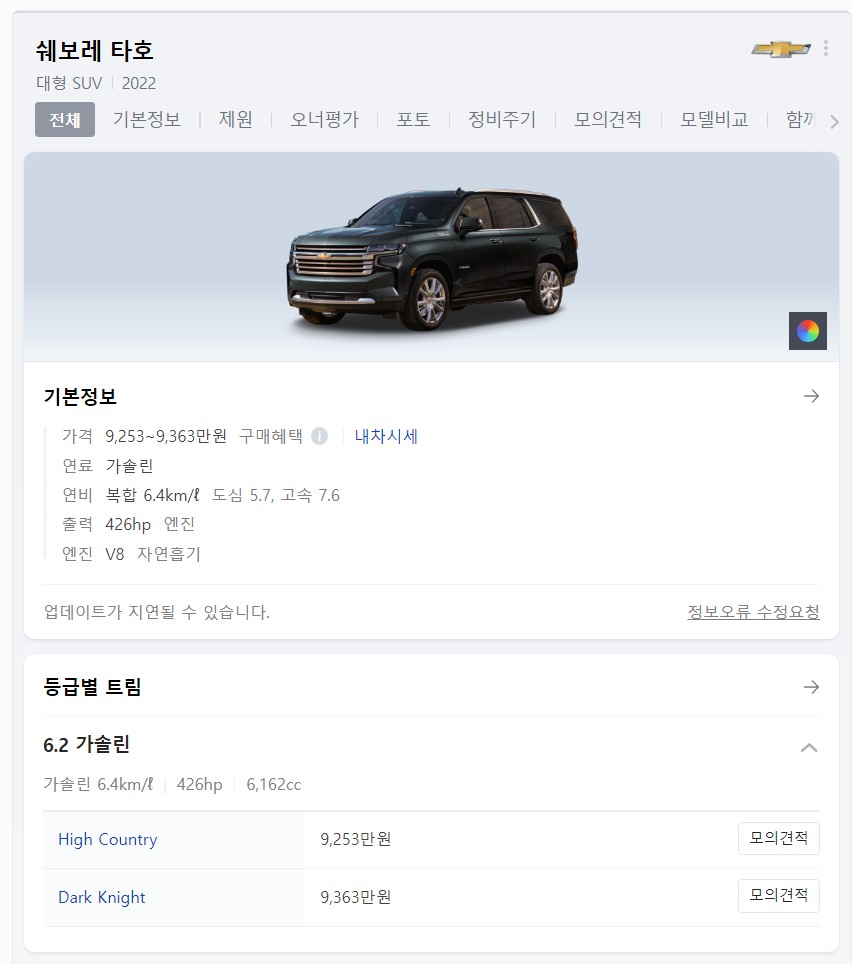 쉐보레 타호
대형 SUV 2022
전체 기본정보 제원 오너평가 포토 정비주기 모의견적 모델비교 함께
기본정보
가격 9,253~9,363만원 구매혜택 내차시세
연료 가솔린
연비 복합 6.4km/ℓ 도심 5.7, 고속 7.6
출력 426hp 엔진
엔진 V8 자연흡기
업데이트가 지연될 수 있습니다. 정보오류 수정요청
등급별 트림
6.2 가솔린
가솔린 6.4km/ℓ 426hp 6,162cc
High Country 9,253만원 모의견적
Dark Knight 9,363만원 모의견적